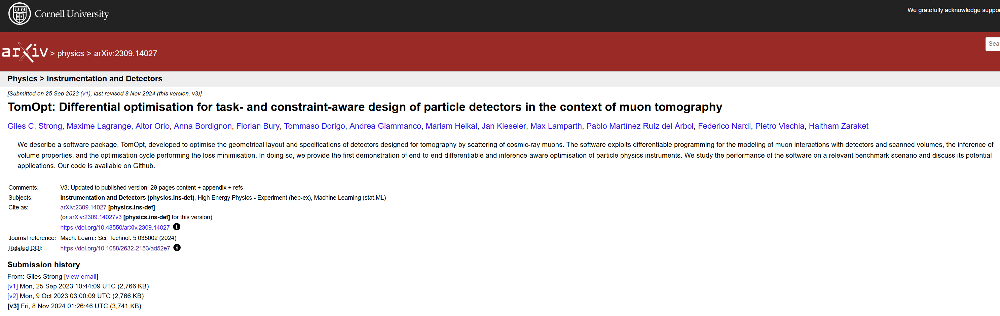 Cornell University
We gratefully acknowledge suppor
arXiv > physics > arXiv:2309.14027
Sear
Physics > Instrumentation and Detectors
[Submitted on 25 Sep 2023 (v1), last revised 8 Nov 2024 (this version, v3)]
TomOpt: Differential optimisation for task- and constraint-aware design of particle detectors in the context of muon tomography
Giles C. Strong, Maxime Lagrange, Aitor Orio, Anna Bordignon, Florian Bury, Tommaso Dorigo, Andrea Giammanco, Mariam Heikal, Jan Kieseler, Max Lamparth, Pablo Martínez Ruíz del Árbol, Federico Nardi, Pietro Vischia, Haitham Zaraket
We describe a software package, TomOpt, developed to optimise the geometrical layout and specifications of detectors designed for tomography by scattering of cosmic-ray muons. The software exploits differentiable programming for the modeling of muon interactions with detectors and scanned volumes, the inference of
volume properties, and the optimisation cycle performing the loss minimisation. In doing so, we provide the first demonstration of end-to-end-differentiable and inference-aware optimisation of particle physics instruments. We study the performance of the software on a relevant benchmark scenario and discuss its potential
applications. Our code is available on Github.
Comments: V3: Updated to published version; 29 pages content + appendix + refs
Subjects: Instrumentation and Detectors (physics.ins-det); High Energy Physics - Experiment (hep-ex); Machine Learning (stat.ML)
Cite as: arXiv:2309.14027 [physics.ins-det]
(or arXiv:2309.14027v3 [physics.ins-det] for this version)
https://doi.org/10.48550/arXiv.2309.14027
Journal reference: Mach. Learn.: Sci. Technol. 5 035002 (2024)
Related DOI: https://doi.org/10.1088/2632-2153/ad52e7
Submission history
From: Giles Strong [view email]
[v1] Mon, 25 Sep 2023 10:44:09 UTC (2,766 KB)
[v2] Mon, 9 Oct 2023 03:00:09 UTC (2,766 KB)
[v3] Fri, 8 Nov 2024 01:26:46 UTC (3,741 KB)